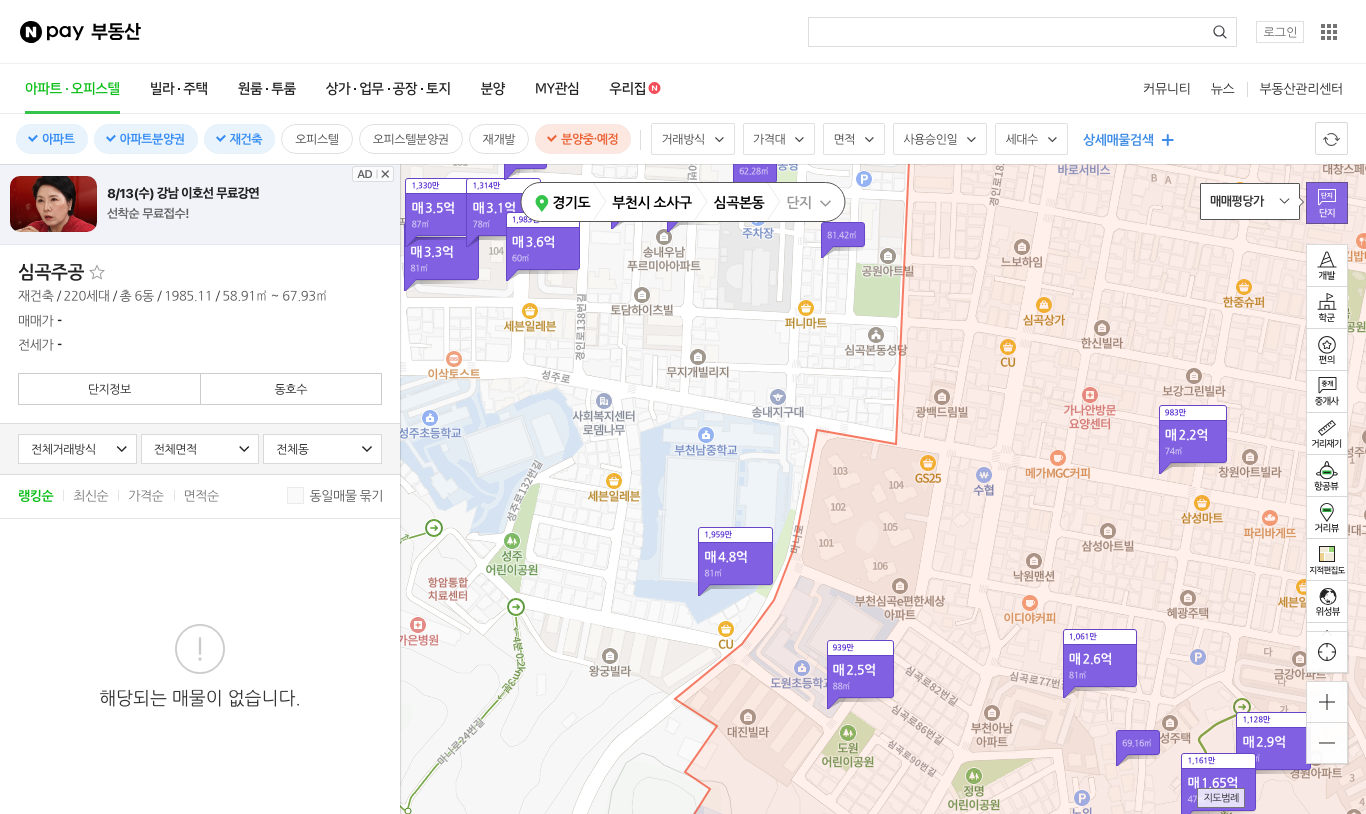 N pay 부동산
로그인
아파트·오피스텔
빌라·주택
원룸·투룸
상가·업무·공장·토지
분양
MY관심
우리집 N
커뮤니티
뉴스
부동산관리센터
아파트
아파트분양권
재건축
오피스텔
오피스텔분양권
재개발
분양중·예정
거래방식
가격대
면적
사용승인일
세대수
상세매물검색
8/13(수) 강남 이호선 무료강연
선착순 무료접수!
AD
심곡주공
재건축 / 220세대 / 총 6동 / 1985.11 / 58.91㎡ ~ 67.93㎡
매매가 -
전세가 -
단지정보
동호수
전체거래방식
전체면적
전체동
랭킹순
최신순
가격순
면적순
동일매물 묶기
해당되는 매물이 없습니다.
경기도
부천시 소사구
심곡본동
단지
매매평당가
단지
단지
개발
학군
편의
중개
중개사
거리재기
항공뷰
거리뷰
지적편집도
위성뷰
지도범례
1,330만
매3.5억
87㎡
1,314만
매3.1
78㎡
매3.3억
81㎡
104
매3.6억
60㎡
62.28㎡
81.42㎡
주차장
P
바로서비스
B A
경인로138번길
송내우남
푸르미아아파트
공원아트빌
느보하임
한중슈퍼
세븐일레븐
토담하이츠빌
퍼니마트
심곡상가
심곡본동성당
CU
한신빌라
이삭토스트
무지개빌리지
성주로
보강그린빌라
사회복지센터
로뎀나무
송내지구대
광백드림빌
가나안방문
요양센터
성주초등학교
부천남중학교
983만
매2.2억
74㎡
103
GS25
수협
메가MGC커피
창원아트빌라
성주로132번길
세븐일레븐
102
105
삼성마트
파리바게뜨
101
마니로
성주
어린이공원
1,959만
매4.8억
81㎡
삼성아트빌
106
낙원맨션
항암통합
치료센터
부천심곡e편한세상
아파트
혜광주택
이디야커피
가은병원
CU
왕궁빌라
939만
매2.5억
88㎡
도원초등학교
1,061만
매2.6억
81㎡
P
다
나
금강아파트
성주로77번길
심곡로82번길
심곡로86번길
심곡로90번길
대진빌라
부천아남
아파트
성주택
가
1,128만
매2.9억
69.16㎡
도원
어린이공원
1,161만
매1.65억
정명
어린이공원
P
마니로24번길